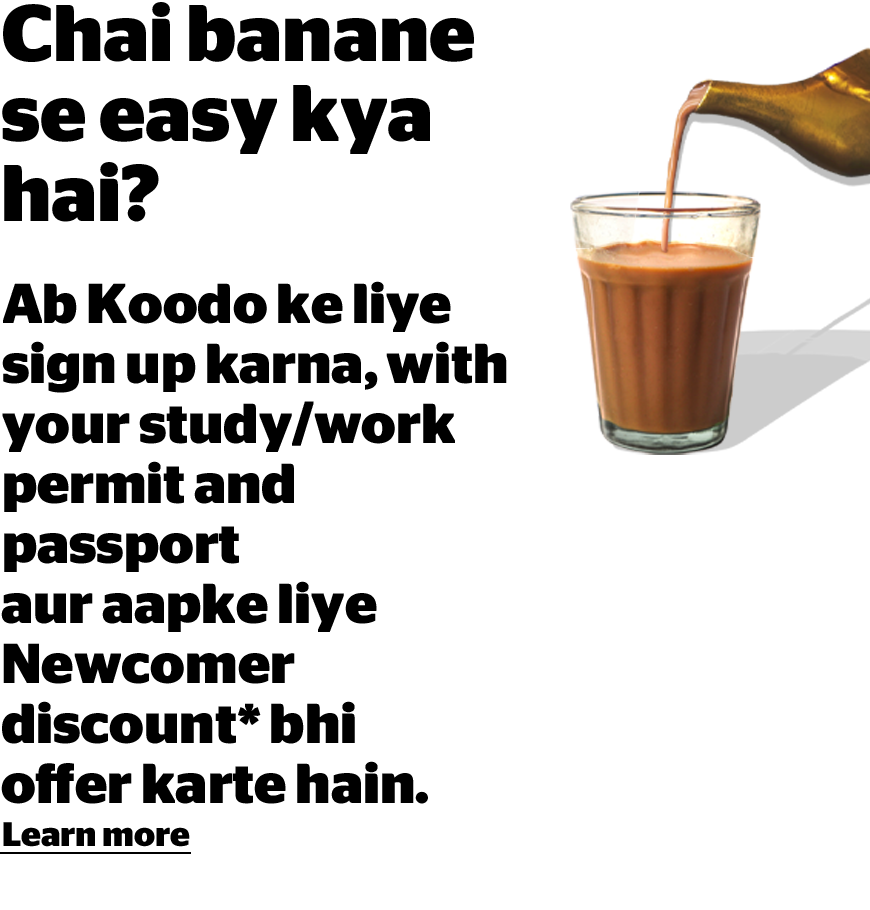 Chai banane
se easy kya
hai?
Ab Koodo ke liye
sign up karna, with
your study/work
permit and
passport
aur aapke liye
Newcomer
discount* bhi
offer karte hain.
Learn more